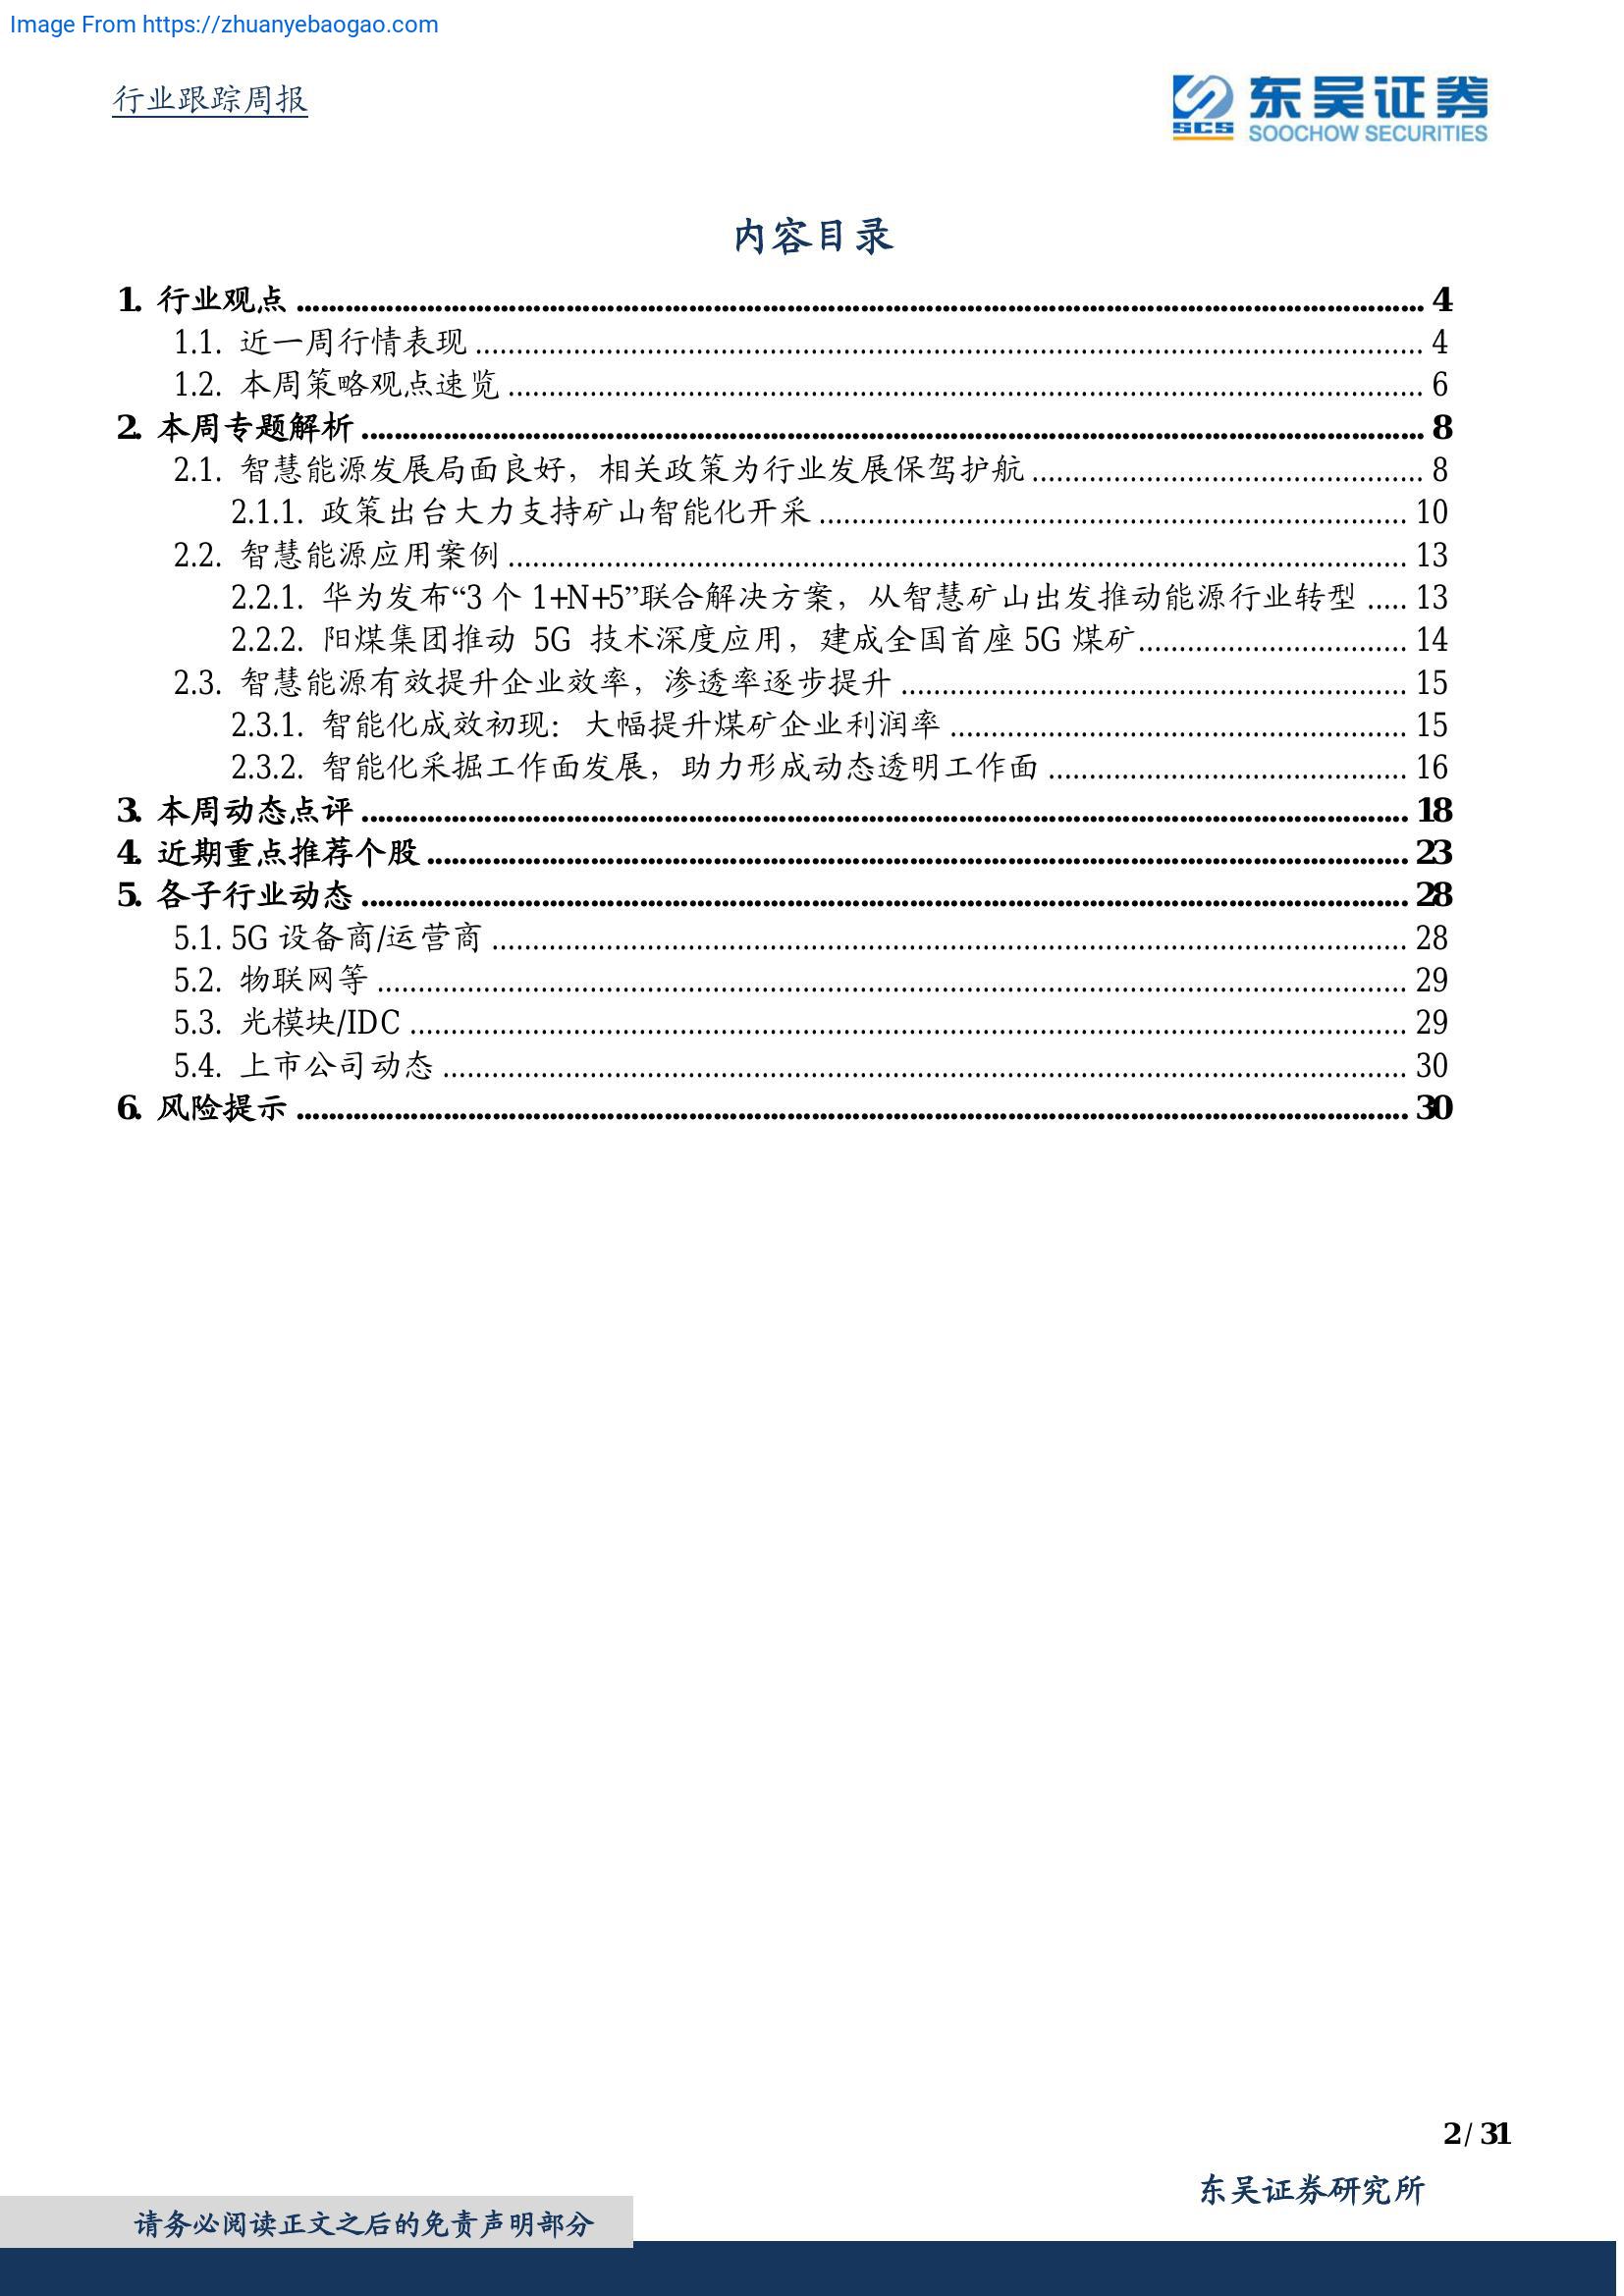 Image From https://zhuanyebaogao.com
行业跟踪周报
东吴证券
SCS
SOOCHOW SECURITIES
内容目录
1. 行业观点 ........ 4
1.1. 近一周行情表现 ........ 4
1.2. 本周策略观点速览 ........ 6
2. 本周专题解析 ........ 8
2.1. 智慧能源发展局面良好，相关政策为行业发展保驾护航 ........ 8
2.1.1. 政策出台大力支持矿山智能化开采 ........ 10
2.2. 智慧能源应用案例 ........ 13
2.2.1. 华为发布“3 个 1+N+5”联合解决方案，从智慧矿山出发推动能源行业转型 ..... 13
2.2.2. 阳煤集团推动 5G 技术深度应用，建成全国首座 5G 煤矿 ........ 14
2.3. 智慧能源有效提升企业效率，渗透率逐步提升 ........ 15
2.3.1. 智能化成效初现：大幅提升煤矿企业利润率 ........ 15
2.3.2. 智能化采掘工作面发展，助力形成动态透明工作面 ........ 16
3. 本周动态点评 ........ 18
4. 近期重点推荐个股 ........ 23
5. 各子行业动态 ........ 28
5.1. 5G 设备商/运营商 ........ 28
5.2. 物联网等 ........ 29
5.3. 光模块/IDC ........ 29
5.4. 上市公司动态 ........ 30
6. 风险提示 ........ 30
2 / 31
东吴证券研究所
请务必阅读正文之后的免责声明部分